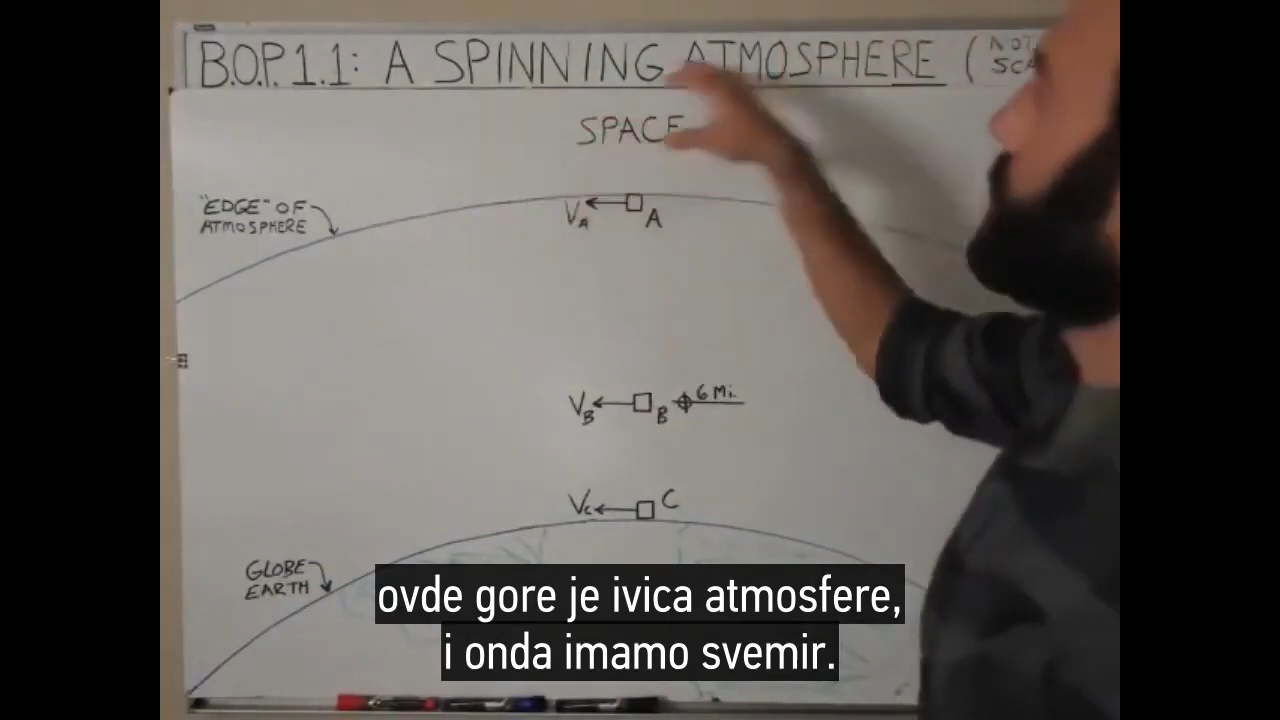 B.O.P. 1.1: A SPINNING ATMOSPHERE (
SPACE
"EDGE" OF
ATMOSPHERE
VA
A
VB
B
6 Mi.
VC
C
GLOBE
EARTH
ovde gore je ivica atmosfere,
i onda imamo svemir.